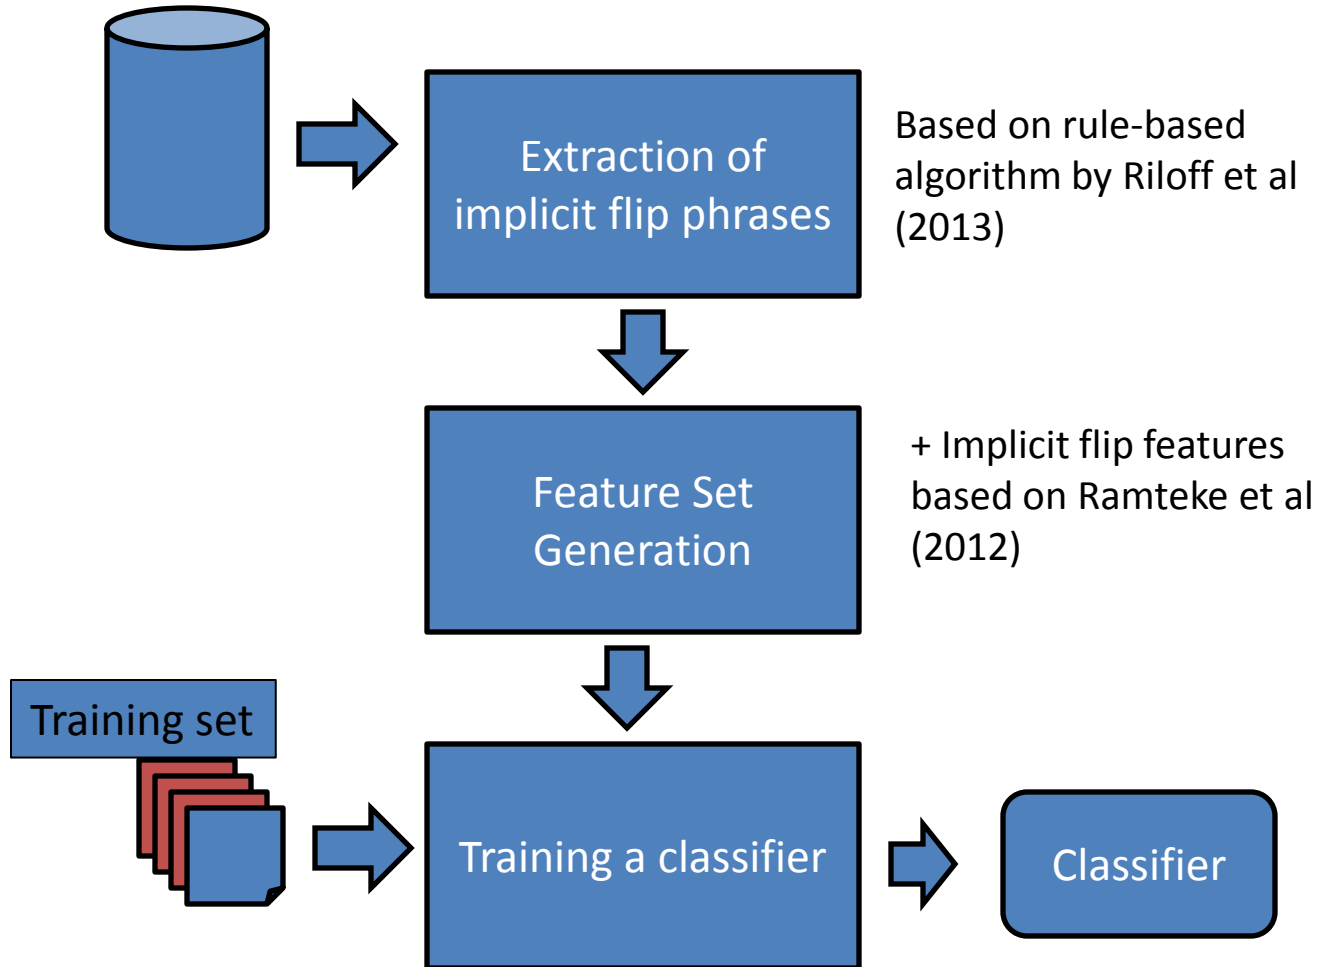 Extraction of
implicit flip phrases
Based on rule-based
algorithm by Riloff et al
(2013)
Feature Set
Generation
+ Implicit flip features
based on Ramteke et al
(2012)
Training set
Training a classifier
Classifier